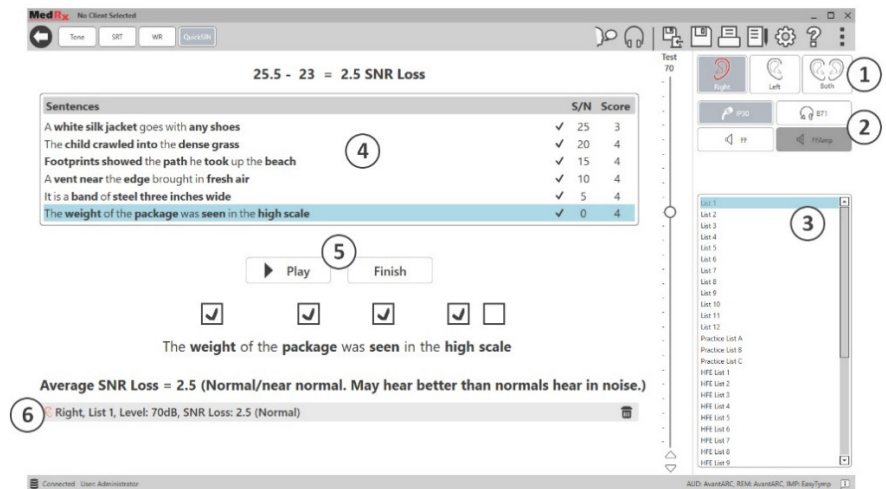 MedRx No Client Selected
Tone SRT WR QuickSIN
25.5 - 23 = 2.5 SNR Loss
Sentences S/N Score
A white silk jacket goes with any shoes 25 3
The child crawled into the dense grass 20 4
Footprints showed the path he took up the beach 15 4
A vent near the edge brought in fresh air 10 4
It is a band of steel three inches wide 5 4
The weight of the package was seen in the high scale 0 4
4
5
Play Finish
The weight of the package was seen in the high scale
Average SNR Loss = 2.5 (Normal/near normal. May hear better than normals hear in noise.)
6 Right, List 1, Level: 70dB, SNR Loss: 2.5 (Normal)
Test
70
Right Left Both 1
IP30 B71 2
FF FFAmp
3
List 1
List 2
List 3
List 4
List 5
List 6
List 7
List 8
List 9
List 10
List 11
List 12
Practice List A
Practice List B
Practice List C
HFE List 1
HFE List 2
HFE List 3
HFE List 4
HFE List 5
HFE List 6
HFE List 7
HFE List 8
HFE List 9
Connected User: Administrator
AUD: AvantARC, REM: AvantARC, IMP: EasyTymp